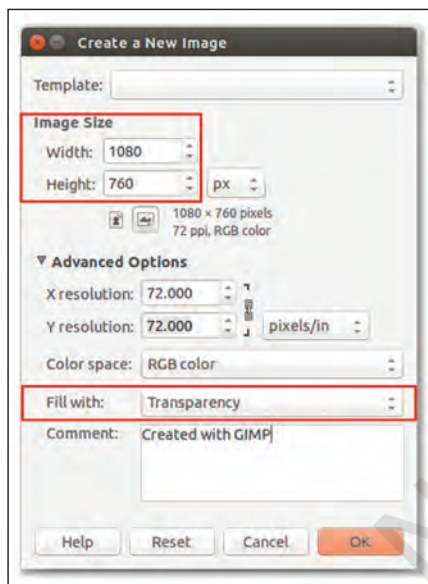 Create a New Image
Template:
Image Size
Width: 1080
Height: 760 px
1080 × 760 pixels
72 ppi, RGB color
Advanced Options
X resolution: 72.000
Y resolution: 72.000 pixels/in
Color space: RGB color
Fill with: Transparency
Comment: Created with GIMP
Help Reset Cancel OK